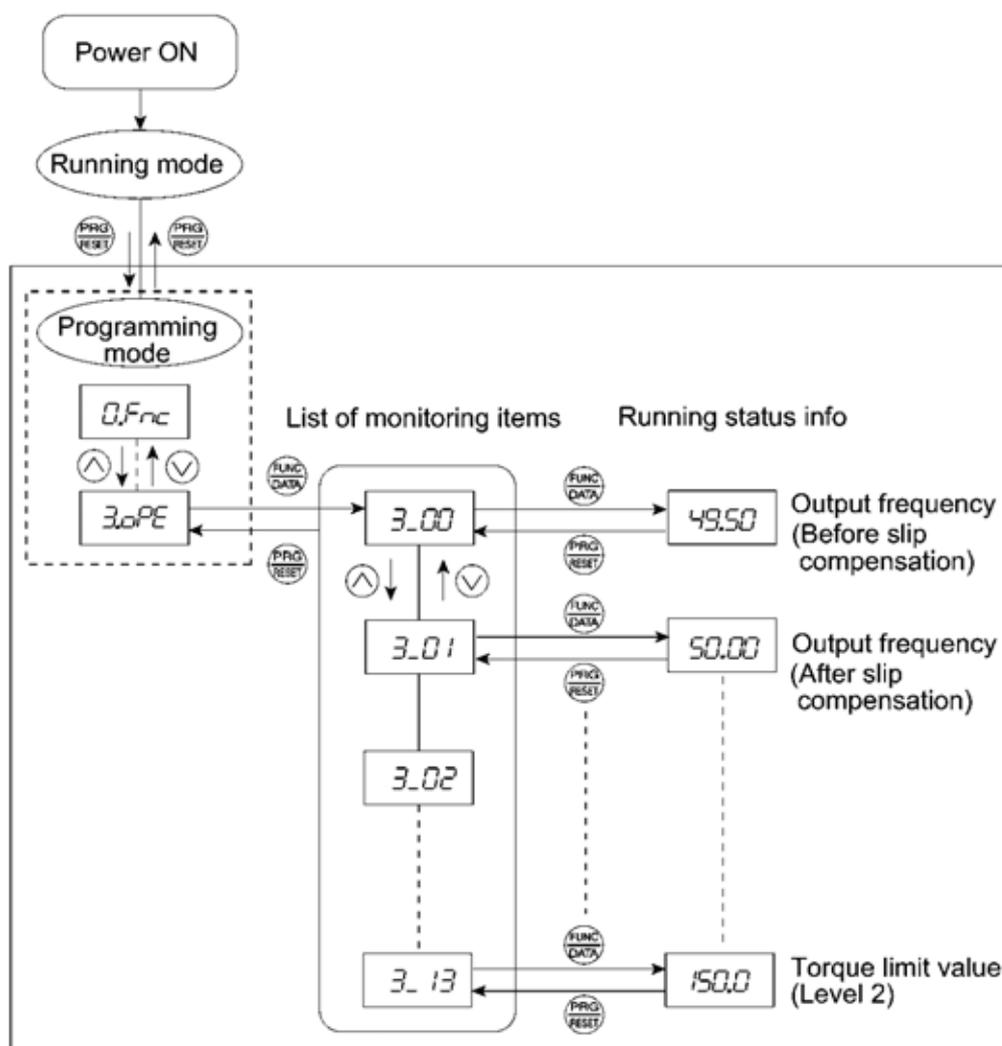 Power ON
Running mode
PRG
RESET
PRG
RESET
Programming
mode
0.Fnc
3.oPE
List of monitoring items
Running status info
FUNC
DATA
PRG
RESET
3_00
FUNC
DATA
PRG
RESET
49.50
Output frequency
(Before slip
compensation)
3_01
FUNC
DATA
PRG
RESET
50.00
Output frequency
(After slip
compensation)
3_02
3_13
FUNC
DATA
PRG
RESET
150.0
Torque limit value
(Level 2)